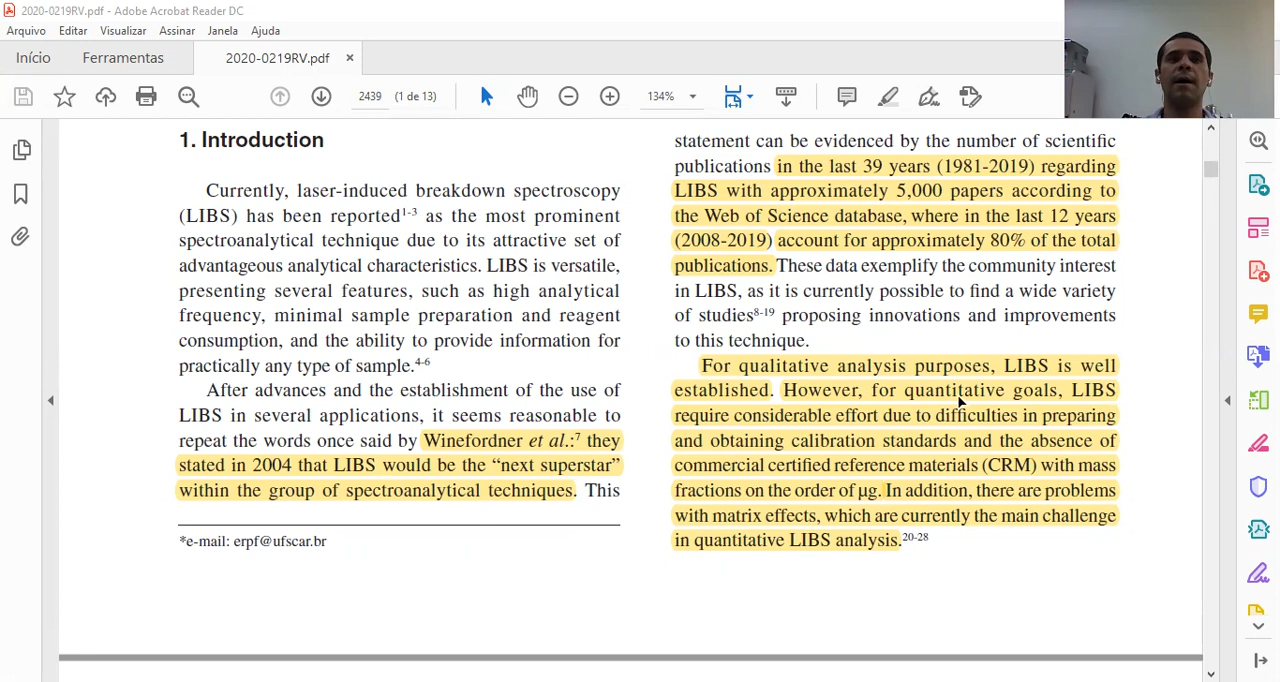 2020-0219RV.pdf - Adobe Acrobat Reader DC
Arquivo Editar Visualizar Assinar Janela Ajuda
Início Ferramentas 2020-0219RV.pdf ×
2439 (1 de 13) 134%
1. Introduction
Currently, laser-induced breakdown spectroscopy
(LIBS) has been reported1-3 as the most prominent
spectroanalytical technique due to its attractive set of
advantageous analytical characteristics. LIBS is versatile,
presenting several features, such as high analytical
frequency, minimal sample preparation and reagent
consumption, and the ability to provide information for
practically any type of sample.4-6
After advances and the establishment of the use of
LIBS in several applications, it seems reasonable to
repeat the words once said by Winefordner et al.:7 they
stated in 2004 that LIBS would be the “next superstar”
within the group of spectroanalytical techniques. This
*e-mail: erpf@ufscar.br
statement can be evidenced by the number of scientific
publications in the last 39 years (1981-2019) regarding
LIBS with approximately 5,000 papers according to
the Web of Science database, where in the last 12 years
(2008-2019) account for approximately 80% of the total
publications. These data exemplify the community interest
in LIBS, as it is currently possible to find a wide variety
of studies8-19 proposing innovations and improvements
to this technique.
For qualitative analysis purposes, LIBS is well
established. However, for quantitative goals, LIBS
require considerable effort due to difficulties in preparing
and obtaining calibration standards and the absence of
commercial certified reference materials (CRM) with mass
fractions on the order of μg. In addition, there are problems
with matrix effects, which are currently the main challenge
in quantitative LIBS analysis.20-28